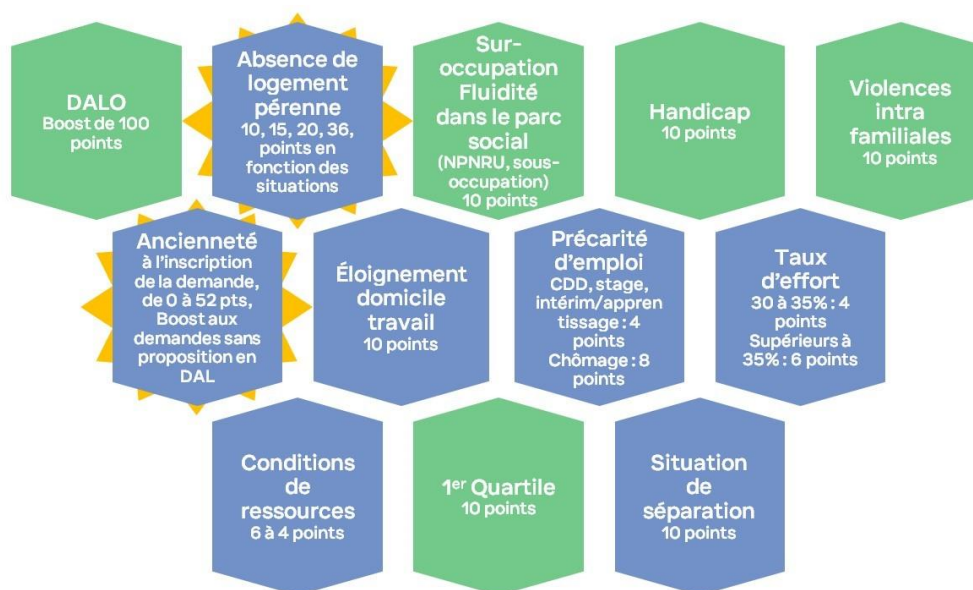 DALO
Boost de 100
points
Absence de
logement
pérenne
10, 15, 20, 36,
points en
fonction des
situations
Sur-
occupation
Fluidité
dans le parc
social
(NPNRU, sous-
occupation)
10 points
Handicap
10 points
Violences
intra
familiales
10 points
Ancienneté
à l'inscription
de la demande,
de 0 à 52 pts,
Boost aux
demandes sans
proposition en
DAL
Éloignement
domicile
travail
10 points
Précarité
d'emploi
CDD, stage,
intérim/appren
tissage : 4
points
Chômage : 8
points
Taux
d'effort
30 à 35% : 4
points
Supérieurs à
35% : 6 points
Conditions
de
ressources
6 à 4 points
1er Quartile
10 points
Situation
de
séparation
10 points